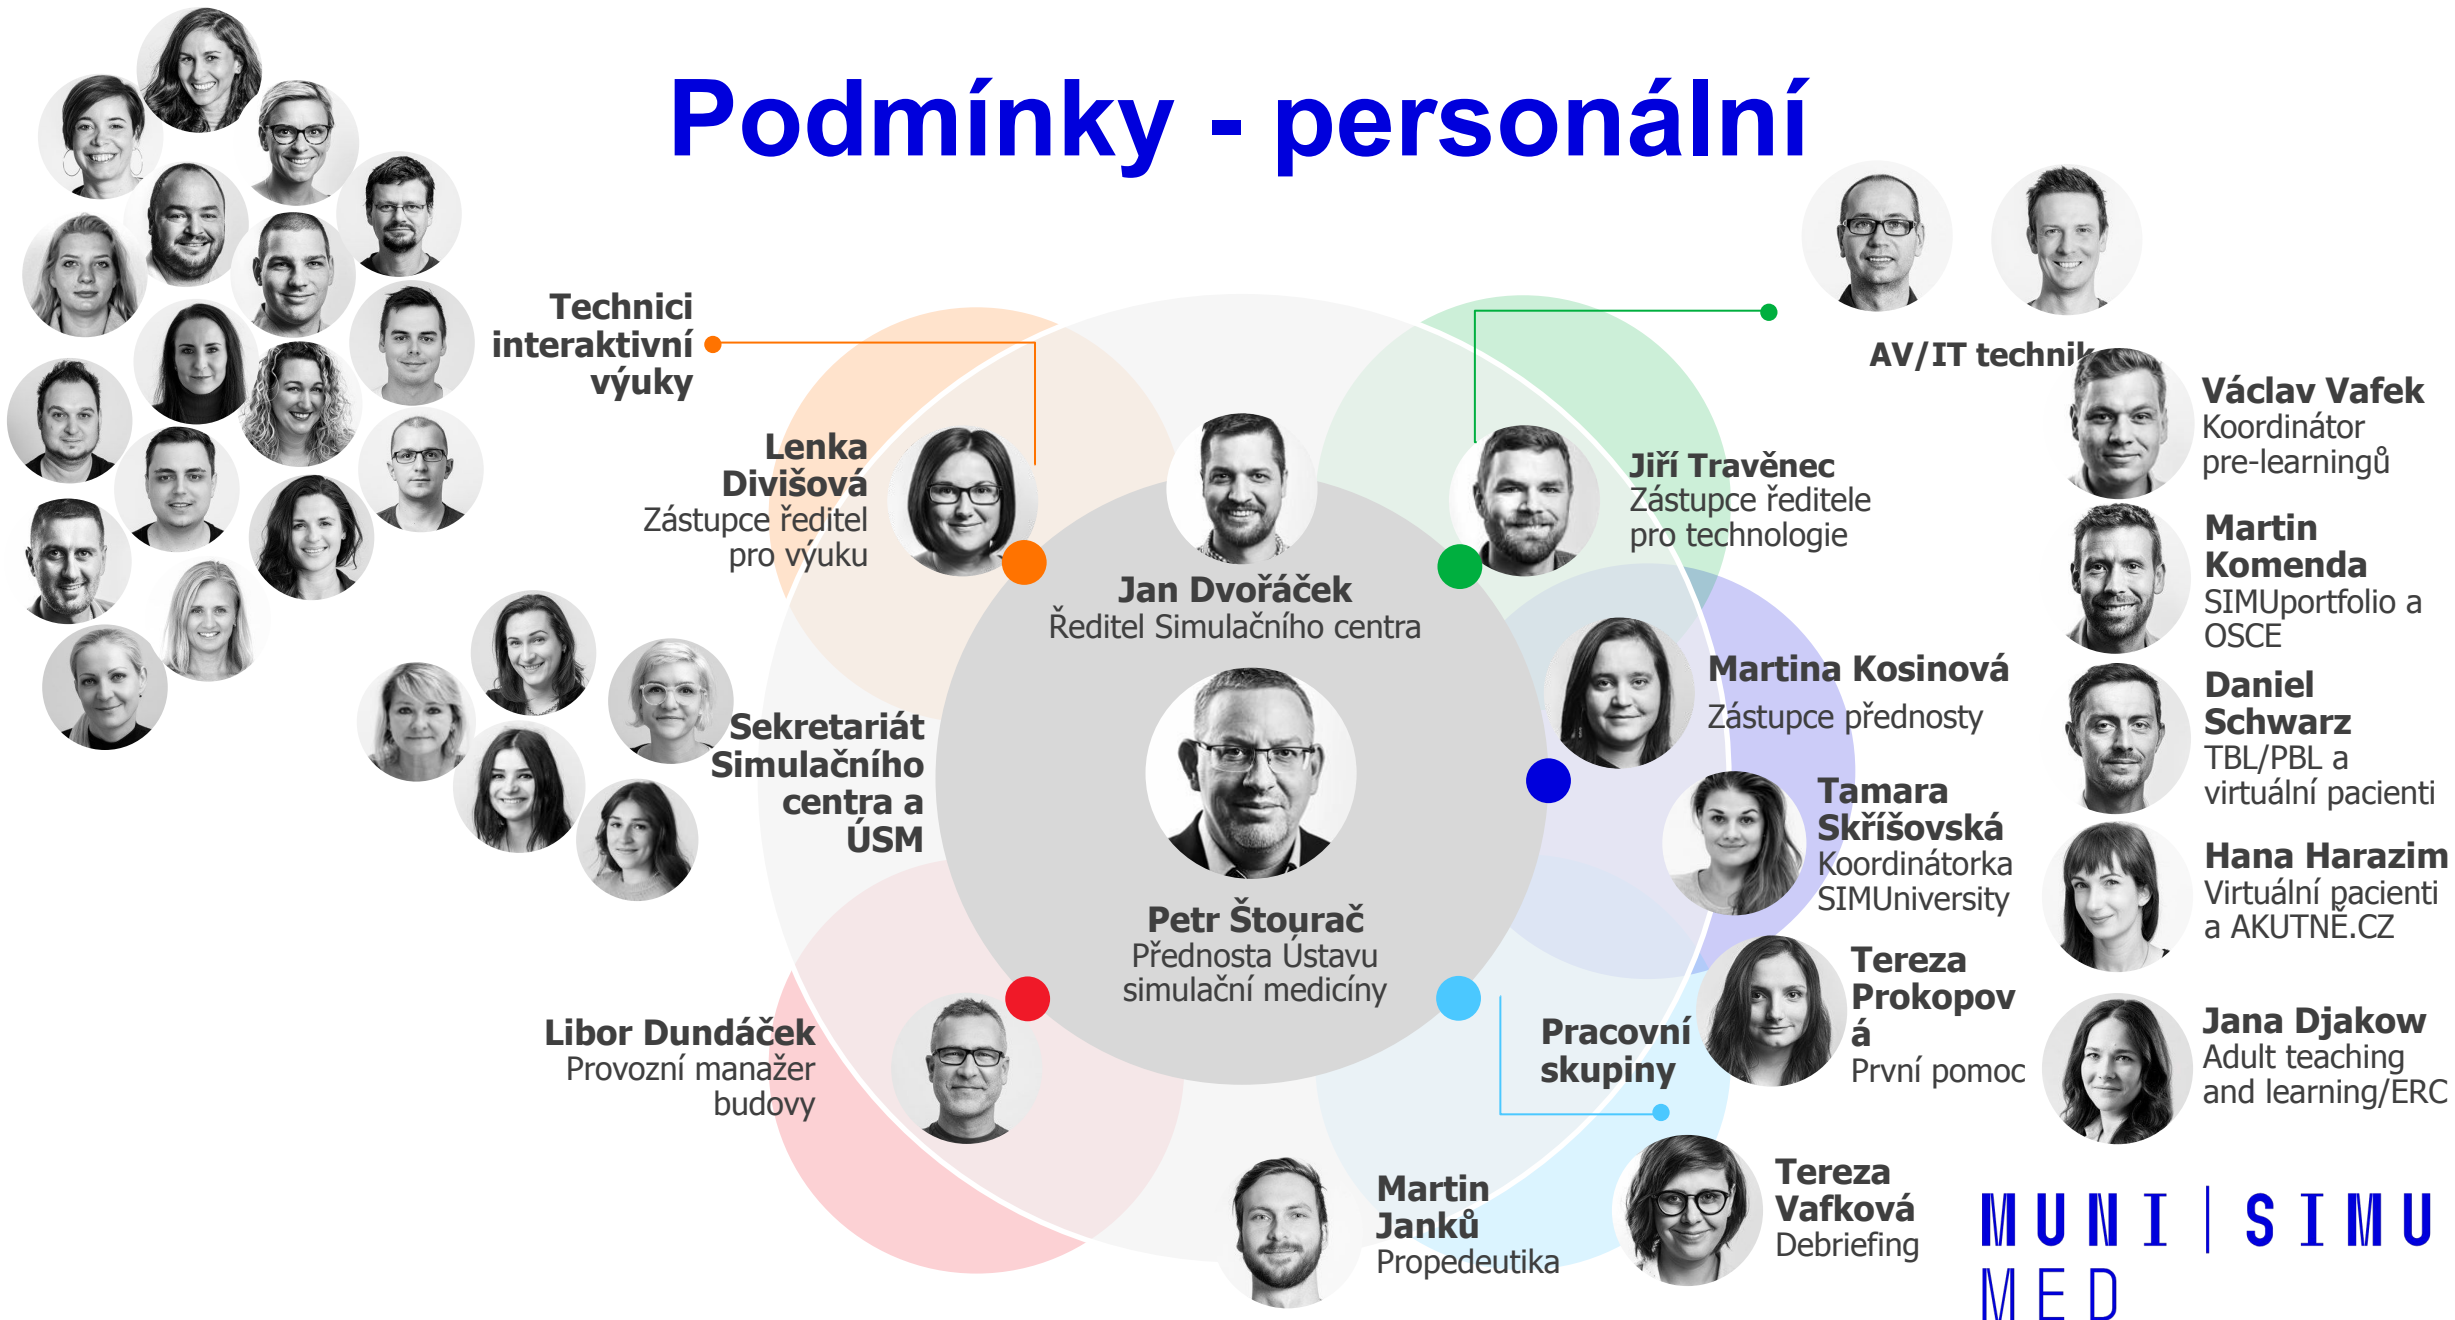 Podmínky - personální
Technici
interaktivní
výuky
AV/IT technik
Lenka
Divišová
Zástupce ředitel
pro výuku
Jan Dvořáček
Ředitel Simulačního centra
Jiří Travěnec
Zástupce ředitele
pro technologie
Václav Vafek
Koordinátor
pre-learningů
Martin
Komenda
SIMUportfolio a
OSCE
Martina Kosinová
Zástupce přednosty
Daniel
Schwarz
TBL/PBL a
virtuální pacienti
Sekretariát
Simulačního
centra a
ÚSM
Tamara
Skříšovská
Koordinátorka
SIMUniversity
Hana Harazim
Virtuální pacienti
a AKUTNĚ.CZ
Petr Štourač
Přednosta Ústavu
simulační medicíny
Tereza
Prokopov
á
První pomoc
Jana Djakow
Adult teaching
and learning/ERC
Libor Dundáček
Provozní manažer
budovy
Pracovní
skupiny
Martin
Janků
Propedeutika
Tereza
Vafková
Debriefing
MUNI | SIMU
MED